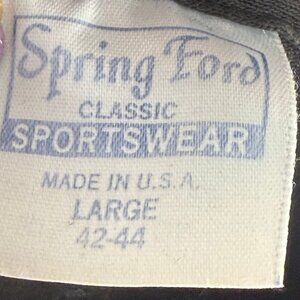 Spring Ford
CLASSIC
SPORTSWEAR
MADE IN U.S.A.
LARGE
42-44